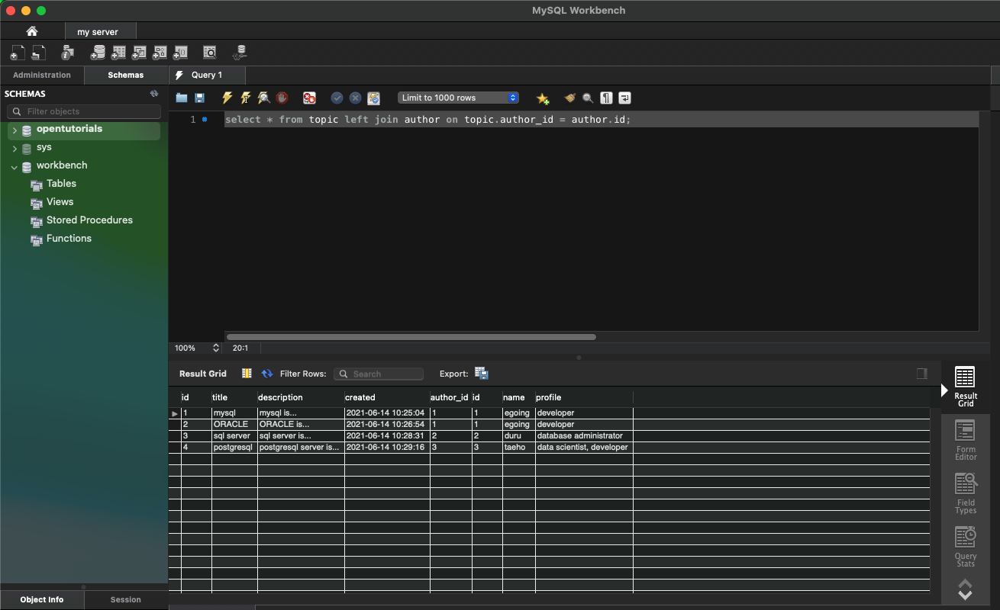 MySQL Workbench
my server
Administration Schemas
Query 1
SCHEMAS
Filter objects
opentutorials
sys
workbench
Tables
Views
Stored Procedures
Functions
Object Info Session
Limit to 1000 rows
1 select * from topic left join author on topic.author_id = author.id;
100% 20:1
Result Grid Filter Rows: Search Export:
id title description created author_id id name profile
1 mysql mysql is... 2021-06-14 10:25:04 1 1 egoing developer
2 ORACLE ORACLE is... 2021-06-14 10:26:54 1 1 egoing developer
3 sql server sql server is... 2021-06-14 10:28:31 2 2 duru database administrator
4 postgresql postgresql server is... 2021-06-14 10:29:16 3 3 taeho data scientist, developer
Result
Grid
Form
Editor
Field
Types
Query
Stats